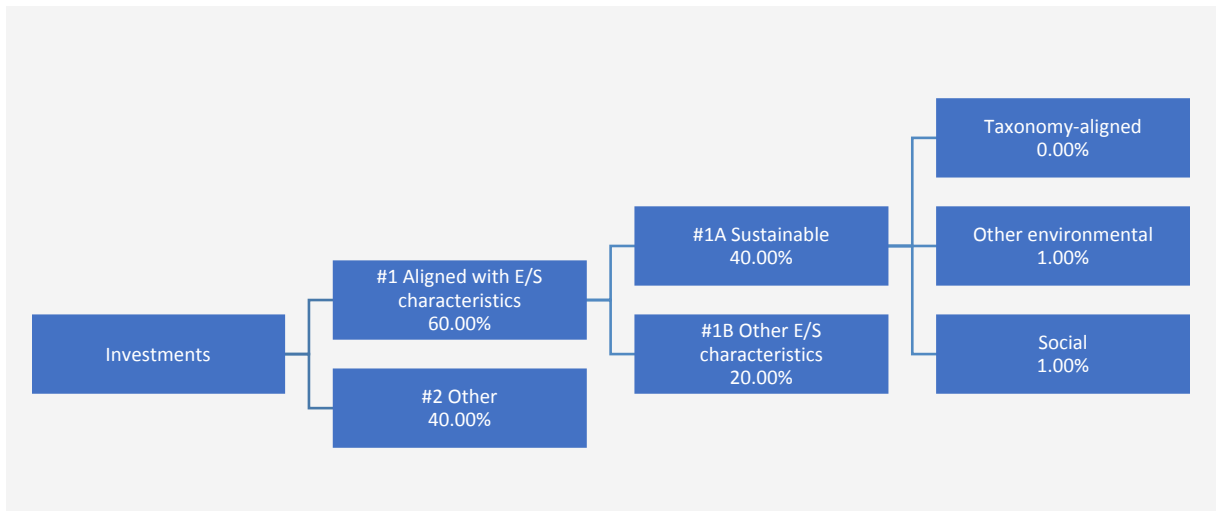 Investments
#1 Aligned with E/S
characteristics
60.00%
#2 Other
40.00%
#1A Sustainable
40.00%
#1B Other E/S
characteristics
20.00%
Taxonomy-aligned
0.00%
Other environmental
1.00%
Social
1.00%